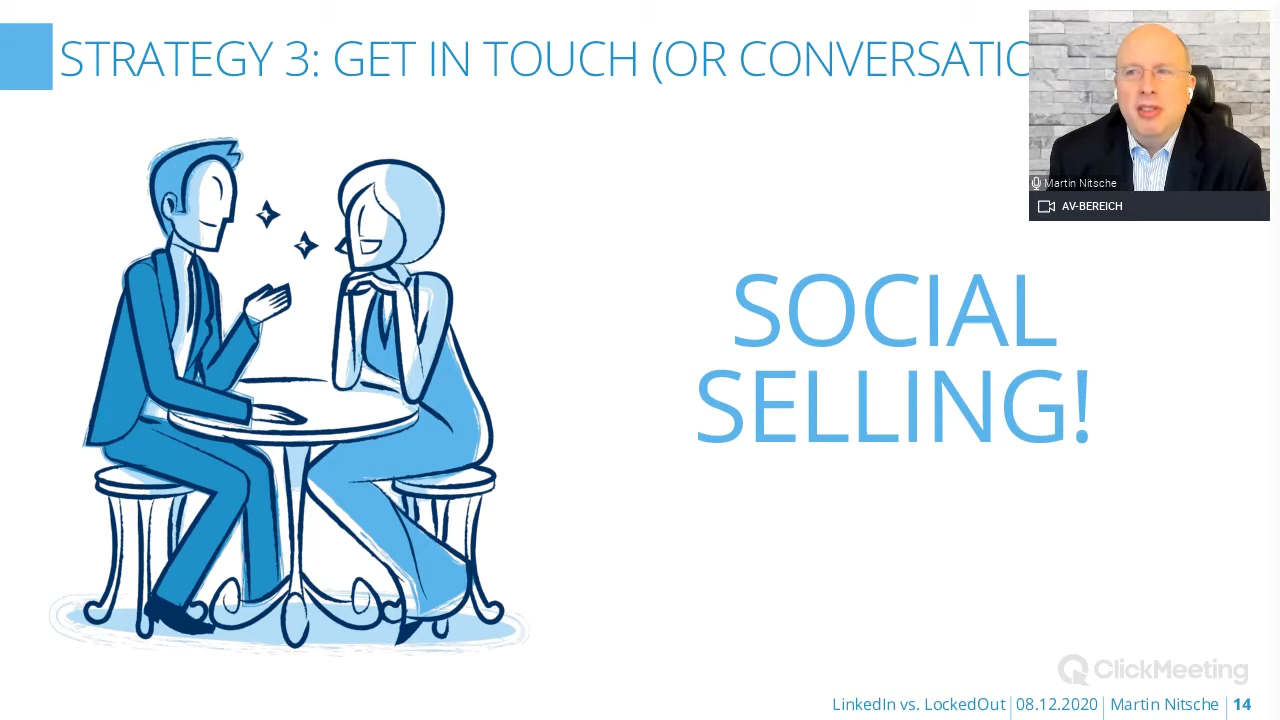 STRATEGY 3: GET IN TOUCH (OR CONVERSATIO
Martin Nitsche
AV-BEREICH
SOCIAL
SELLING!
ClickMeeting
LinkedIn vs. LockedOut | 08.12.2020 | Martin Nitsche | 14